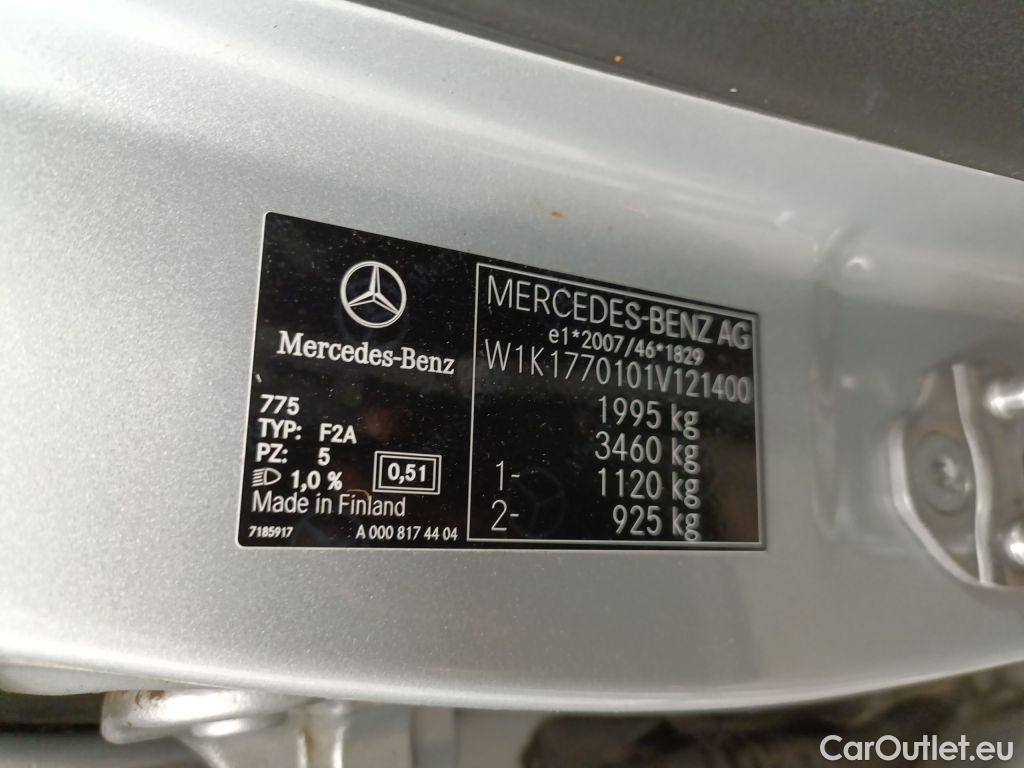 Mercedes-Benz
775
TYP: F2A
PZ: 5
1,0 %
0,51
Made in Finland
7185917 A 000 817 44 04
MERCEDES-BENZ AG
e1*2007/46*1829
W1K1770101V121400
1995 kg
3460 kg
1- 1120 kg
2- 925 kg
CarOutlet.eu